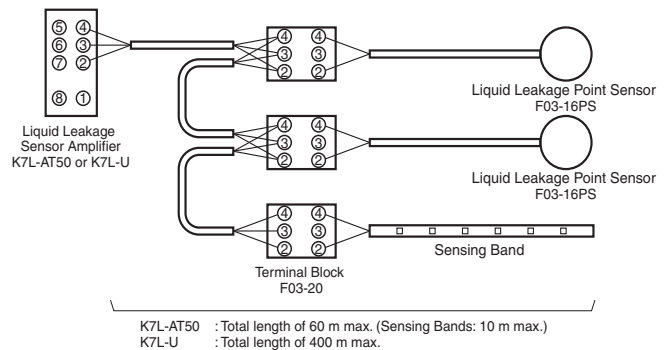 ⑤ ④
⑥ ③
⑦ ②
⑧ ①
Liquid Leakage
Sensor Amplifier
K7L-AT50 or K7L-U
④ ④
③ ③
② ②
Liquid Leakage Point Sensor
F03-16PS
④ ④
③ ③
② ②
Liquid Leakage Point Sensor
F03-16PS
④ ④
③ ③
② ②
Sensing Band
Terminal Block
F03-20
K7L-AT50 : Total length of 60 m max. (Sensing Bands: 10 m max.)
K7L-U : Total length of 400 m max.